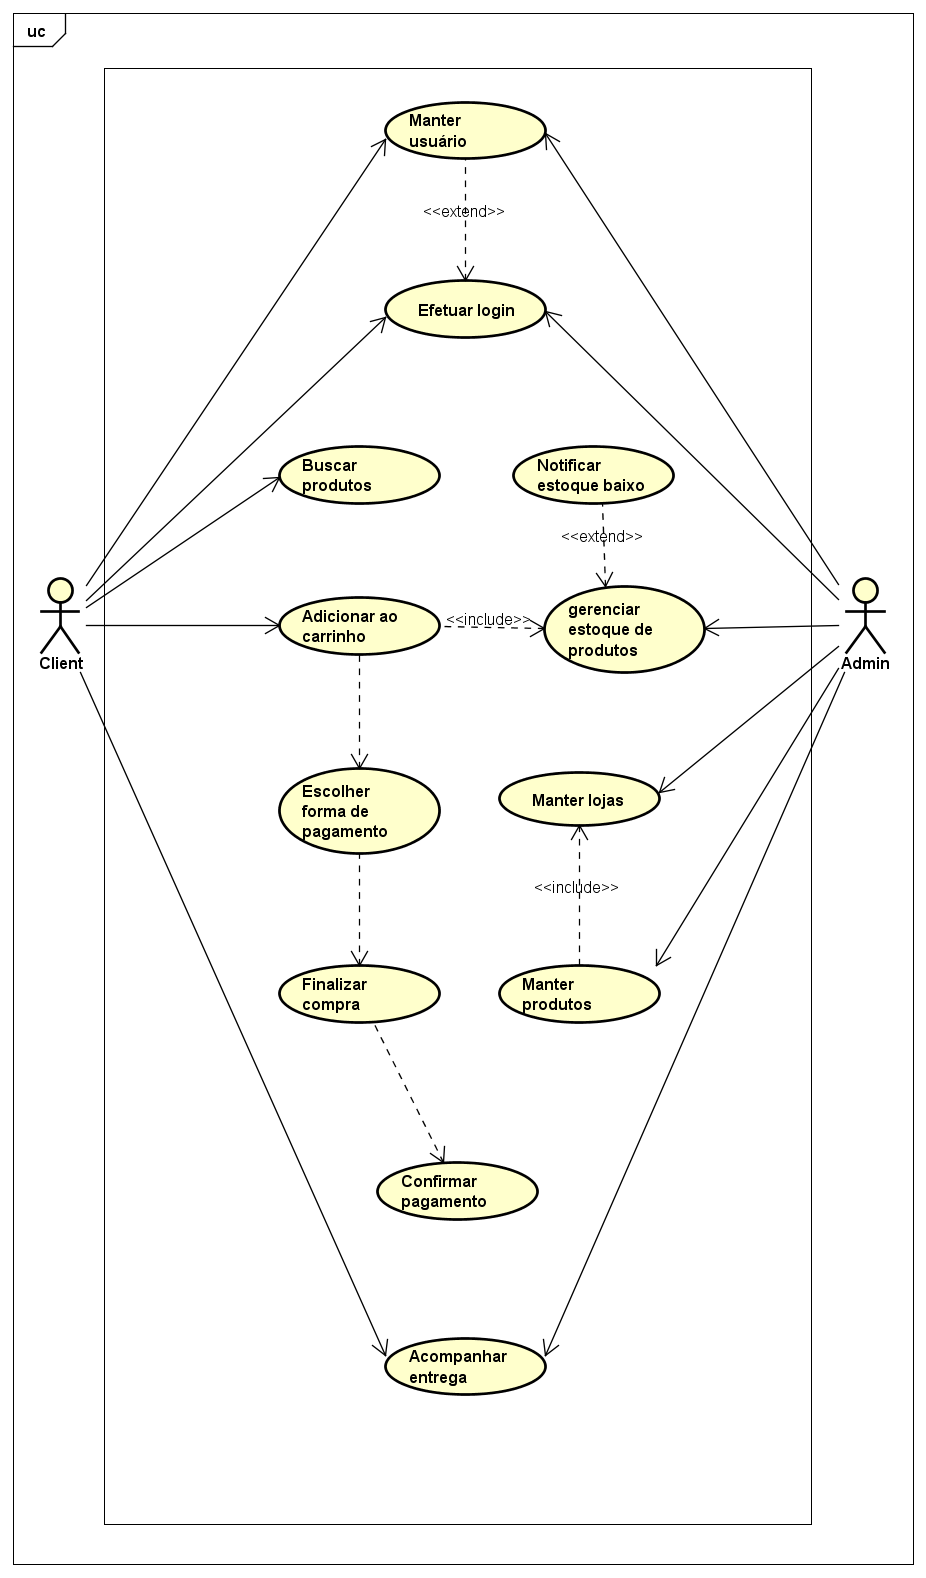 uc
Manter
usuário
<<extend>>
Efetuar login
Buscar
produtos
Notificar
estoque baixo
<<extend>>
Adicionar ao
carrinho
<<include>>
gerenciar
estoque de
produtos
Client
Admin
Escolher
forma de
pagamento
Manter lojas
<<include>>
Finalizar
compra
Manter
produtos
Confirmar
pagamento
Acompanhar
entrega